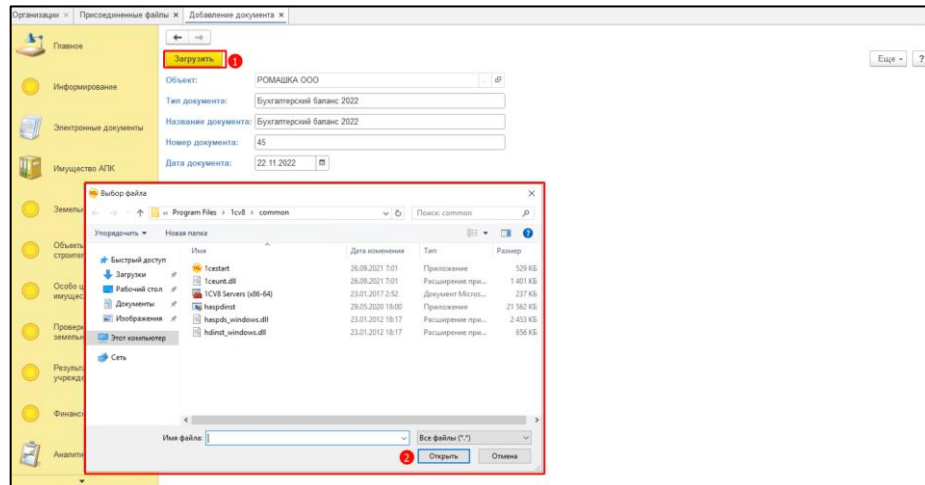 Организации × Присоединенные файлы × Добавление документа ×
Главное
Загрузить 1
Еще ?
Объект: РОМАШКА ООО
Информирование
Тип документа: Бухгалтерский баланс 2022
Название документа: Бухгалтерский баланс 2022
Электронные документы
Номер документа: 45
Дата документа: 22.11.2022
Имущество АПК
Выбор файла
« Program Files > 1cv8 > common
Поиск: common
Упорядочить Новая папка
Имя Дата изменения Тип Размер
Быстрый доступ
1cestart 26.09.2021 7:01 Приложение 529 КБ
Загрузки
1ceunt.dll 26.09.2021 7:01 Расширение при... 1 401 КБ
Рабочий стол
1CV8 Servers (x86-64) 23.01.2017 2:52 Документ Micros... 237 КБ
Документы
haspdinst 29.05.2020 18:00 Приложение 21 562 КБ
Изображения
haspds_windows.dll 23.01.2012 18:17 Расширение при... 2 453 КБ
Этот компьютер
hdinst_windows.dll 23.01.2012 18:17 Расширение при... 656 КБ
Сеть
Имя файла: Все файлы (*.*)
2 Открыть Отмена
Объекты
Особо ц
имущес
Аналити